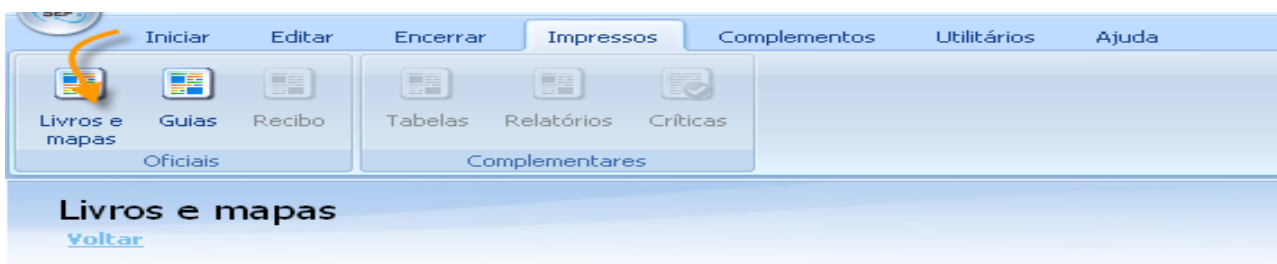 SEF
Iniciar Editar Encerrar Impressos Complementos Utilitários Ajuda
Livros e mapas Guias Recibo Tabelas Relatórios Críticas
Oficiais Complementares
Livros e mapas
Voltar